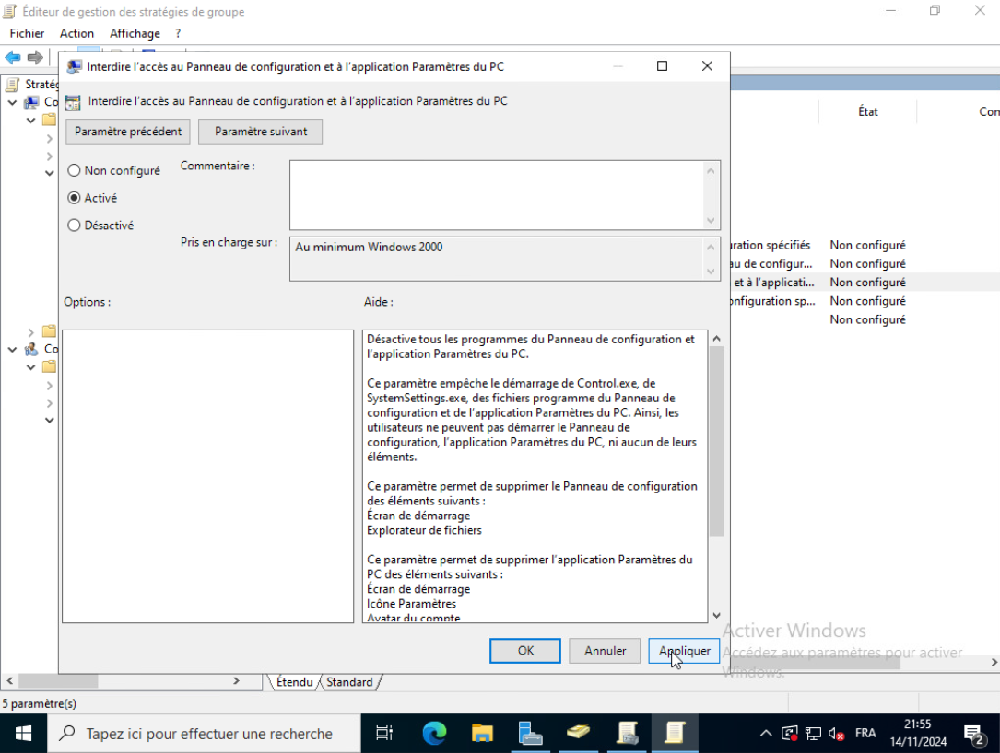 Éditeur de gestion des stratégies de groupe
Fichier Action Affichage ?
Interdire l'accès au Panneau de configuration et à l'application Paramètres du PC
Interdire l'accès au Panneau de configuration et à l'application Paramètres du PC
Paramètre précédent Paramètre suivant
Non configuré
Activé
Désactivé
Commentaire :
Pris en charge sur :
Au minimum Windows 2000
Options :
Aide :
Désactive tous les programmes du Panneau de configuration et
l'application Paramètres du PC.
Ce paramètre empêche le démarrage de Control.exe, de
SystemSettings.exe, des fichiers programme du Panneau de
configuration et de l'application Paramètres du PC. Ainsi, les
utilisateurs ne peuvent pas démarrer le Panneau de
configuration, l'application Paramètres du PC, ni aucun de leurs
éléments.
Ce paramètre permet de supprimer le Panneau de configuration
des éléments suivants :
Écran de démarrage
Explorateur de fichiers
Ce paramètre permet de supprimer l'application Paramètres du
PC des éléments suivants :
Écran de démarrage
Icône Paramètres
Avatar du compte
OK Annuler Appliquer
Stratég
Co
Co
État Com
uration spécifiés Non configuré
au de configur... Non configuré
et à l'applicati... Non configuré
onfiguration sp... Non configuré
Non configuré
Activer Windows
Accédez aux paramètres pour activer
Windows.
Étendu Standard
5 paramètre(s)
Tapez ici pour effectuer une recherche
FRA
21:55
14/11/2024
2